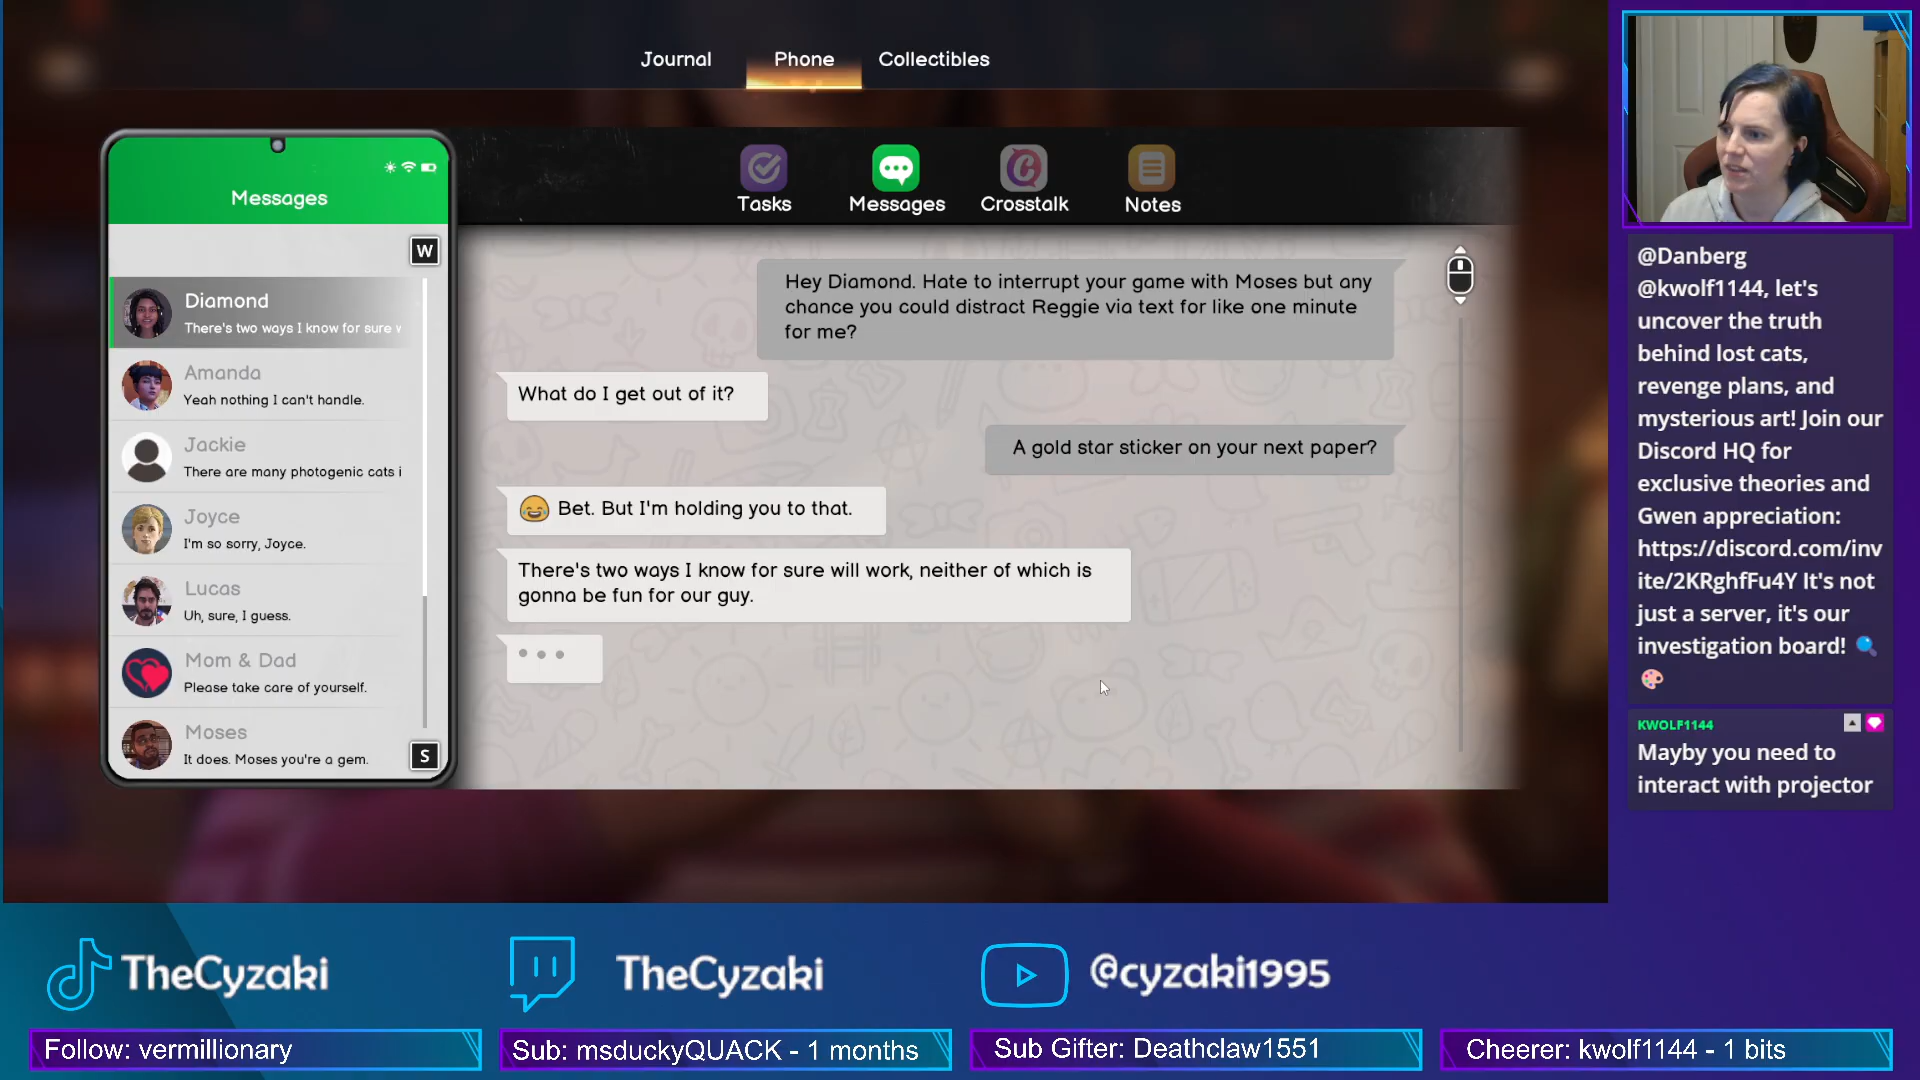 Journal
Phone
Collectibles
Messages
W
Diamond
There's two ways I know for sure w
Amanda
Yeah nothing I can't handle.
Jackie
There are many photogenic cats i
Joyce
I'm so sorry, Joyce.
Lucas
Uh, sure, I guess.
Mom & Dad
Please take care of yourself.
Moses
It does. Moses you're a gem.
S
Tasks
Messages
Crosstalk
Notes
Hey Diamond. Hate to interrupt your game with Moses but any
chance you could distract Reggie via text for like one minute
for me?
What do I get out of it?
A gold star sticker on your next paper?
😂 Bet. But I'm holding you to that.
There's two ways I know for sure will work, neither of which is
gonna be fun for our guy.
@Danberg
@kwolf1144, let's
uncover the truth
behind lost cats,
revenge plans, and
mysterious art! Join our
Discord HQ for
exclusive theories and
Gwen appreciation:
https://discord.com/inv
ite/2KRghfFu4Y It's not
just a server, it's our
investigation board! 🔍
🎨
KWOLF1144
Mayby you need to
interact with projector
TheCyzaki
TheCyzaki
@cyzaki1995
Follow: vermillionary
Sub: msduckyQUACK - 1 months
Sub Gifter: Deathclaw1551
Cheerer: kwolf1144 - 1 bits